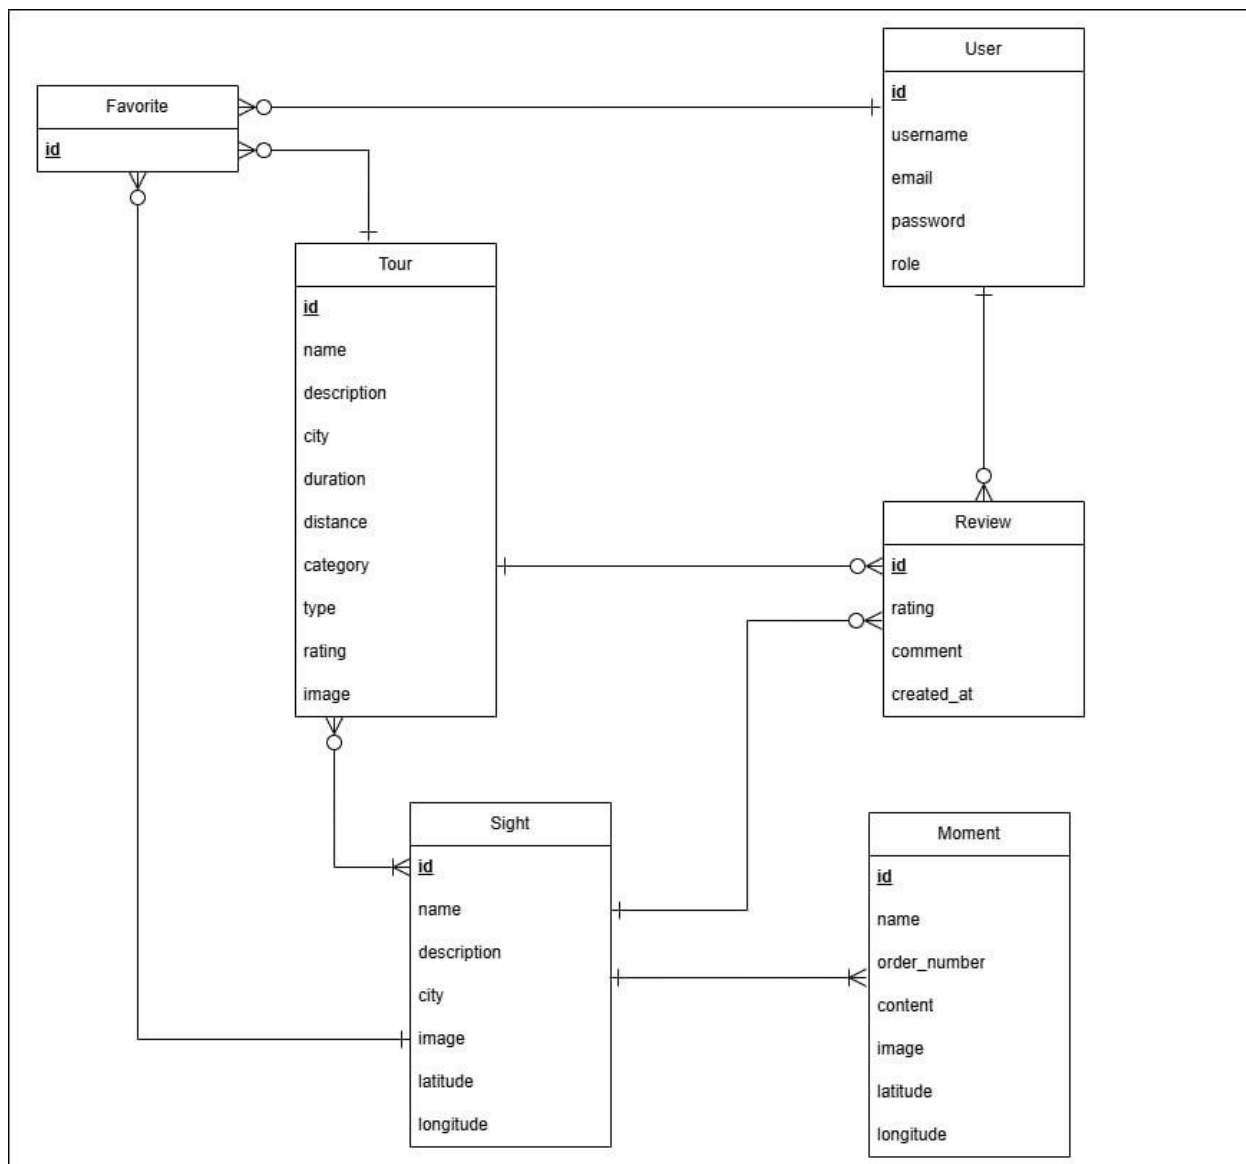 User
id
username
email
password
role
Favorite
id
Tour
id
name
description
city
duration
distance
category
type
rating
image
Review
id
rating
comment
created_at
Sight
id
name
description
city
image
latitude
longitude
Moment
id
name
order_number
content
image
latitude
longitude